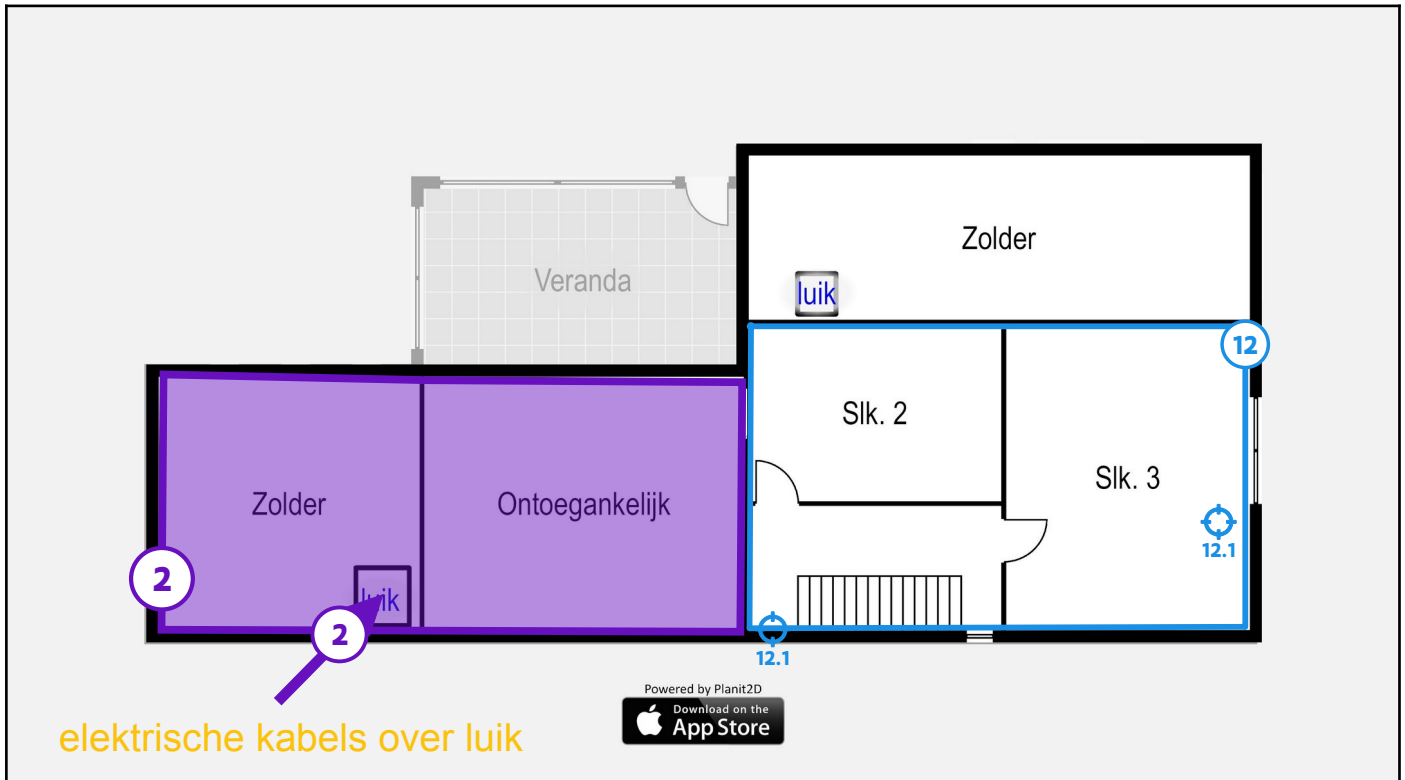 Zolder
Veranda
luik
12
Slk. 2
Slk. 3
Zolder
Ontoegankelijk
12.1
2
luik
2
12.1
Powered by Planit2D
Download on the
App Store
elektrische kabels over luik